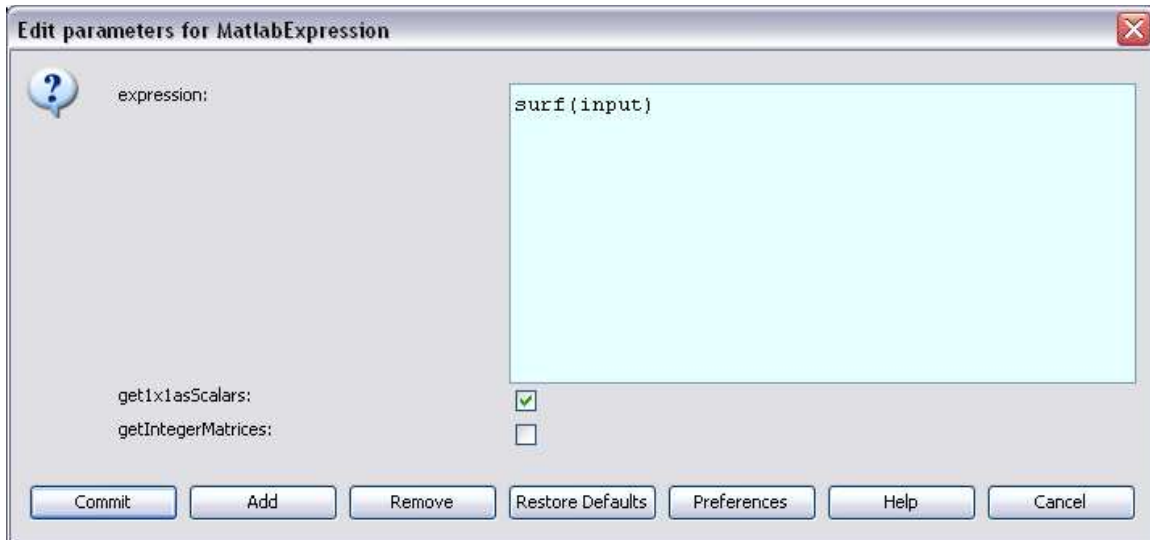 Edit parameters for MatlabExpression
?
expression:
surf(input)
get1x1asScalars:
getIntegerMatrices:
Commit Add Remove Restore Defaults Preferences Help Cancel